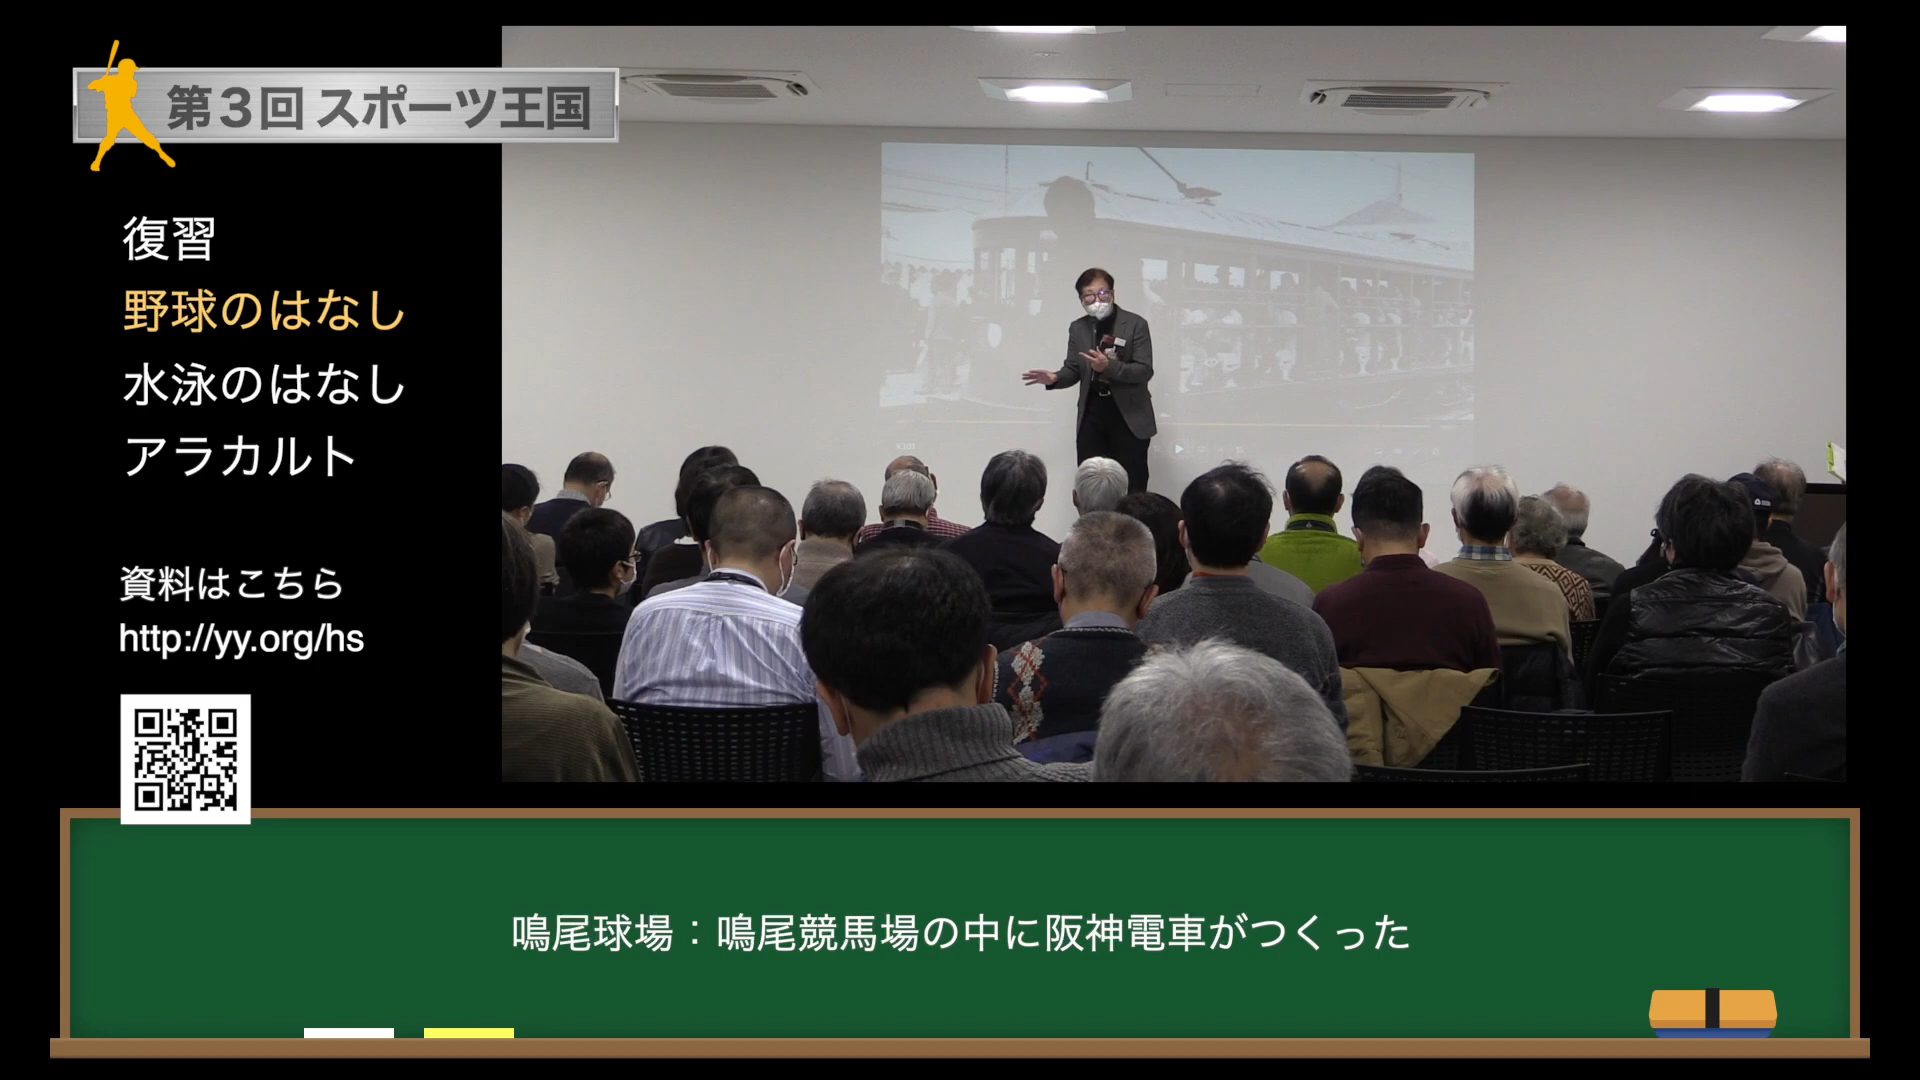 第3回 スポーツ王国
復習
野球のはなし
水泳のはなし
アラカルト
資料はこちら
http://yy.org/hs
鳴尾球場：鳴尾競馬場の中に阪神電車がつくった